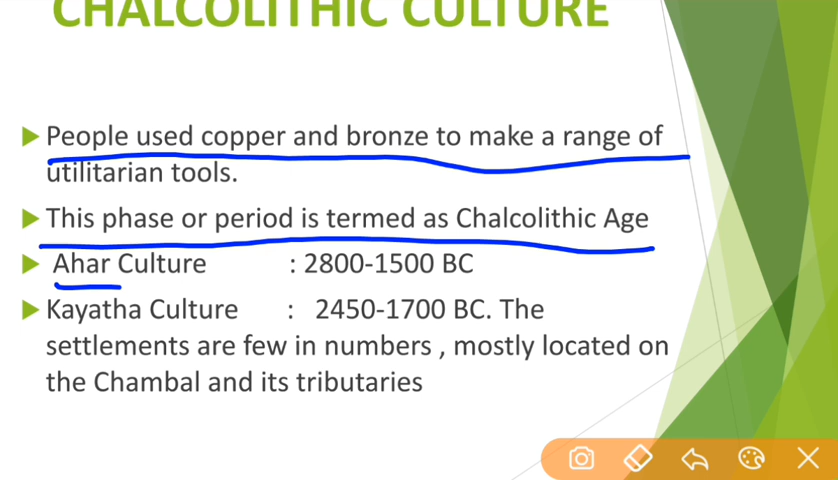 CHALCOLITHIC CULTURE
People used copper and bronze to make a range of
utilitarian tools.
This phase or period is termed as Chalcolithic Age
Ahar Culture : 2800-1500 BC
Kayatha Culture : 2450-1700 BC. The
settlements are few in numbers , mostly located on
the Chambal and its tributaries